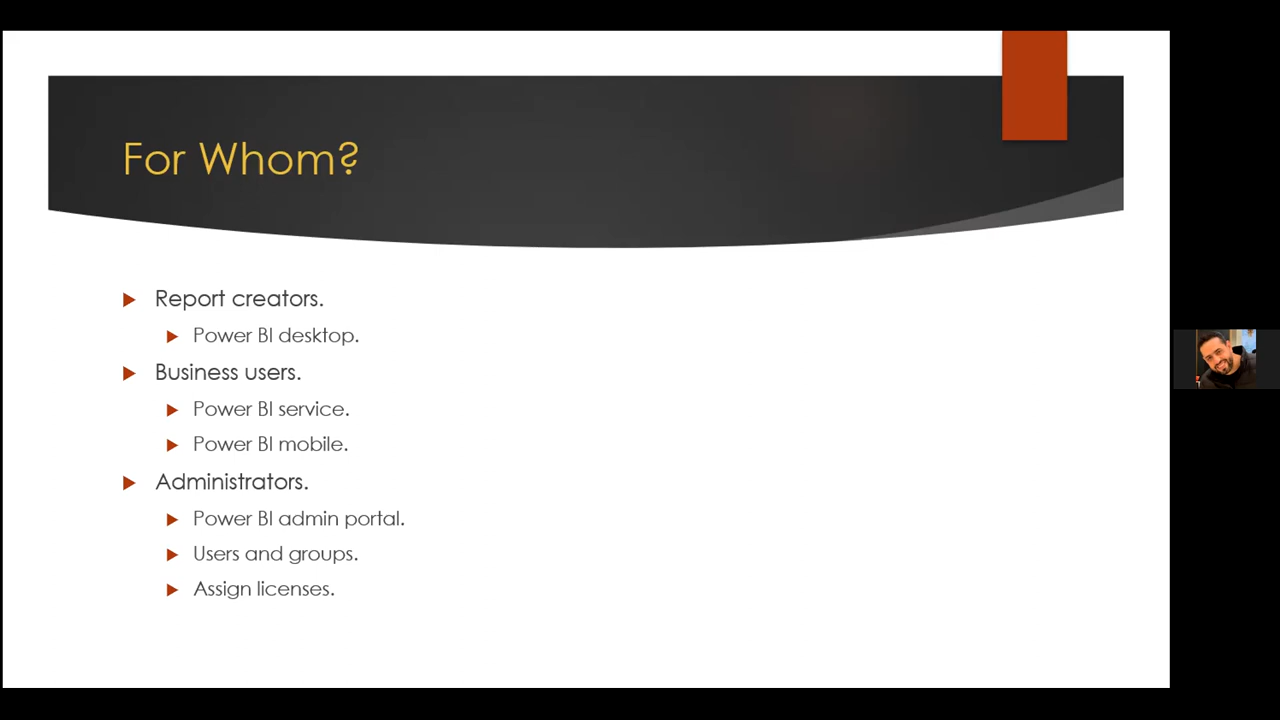 For Whom?
Report creators.
Power BI desktop.
Business users.
Power BI service.
Power BI mobile.
Administrators.
Power BI admin portal.
Users and groups.
Assign licenses.